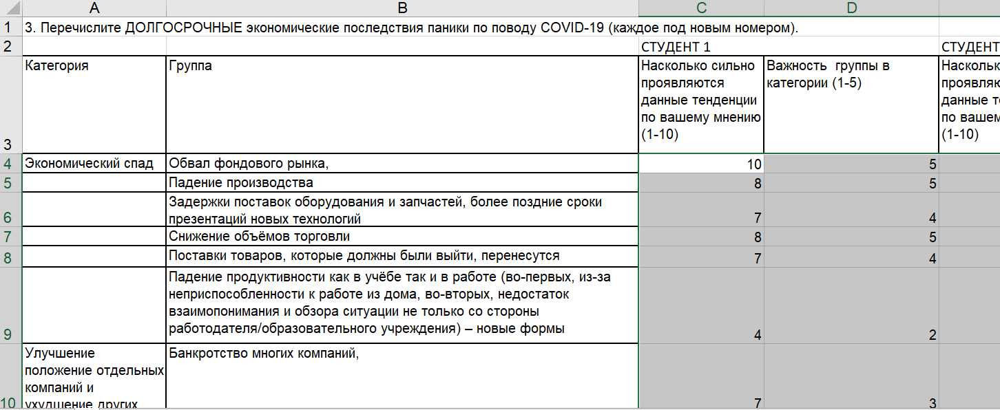 A B C D
1 3. Перечислите ДОЛГОСРОЧНЫЕ экономические последствия паники по поводу COVID-19 (каждое под новым номером).
2 СТУДЕНТ 1 СТУДЕНТ
Категория Группа Насколько сильно Важность группы в Насколь
проявляются категории (1-5) проявля
данные тенденции данные т
по вашему мнению по вашем
(1-10) (1-10)
3
4 Экономический спад Обвал фондового рынка, 10 5
5 Падение производства 8 5
Задержки поставок оборудования и запчастей, более поздние сроки
6 презентаций новых технологий 7 4
7 Снижение объёмов торговли 8 5
8 Поставки товаров, которые должны были выйти, перенесутся 7 4
Падение продуктивности как в учёбе так и в работе (во-первых, из-за
неприспособленности к работе из дома, во-вторых, недостаток
взаимопонимания и обзора ситуации не только со стороны
работодателя/образовательного учреждения) – новые формы
9 4 2
Улучшение Банкротство многих компаний,
положение отдельных
компаний и
10 ухудшение других 7 3